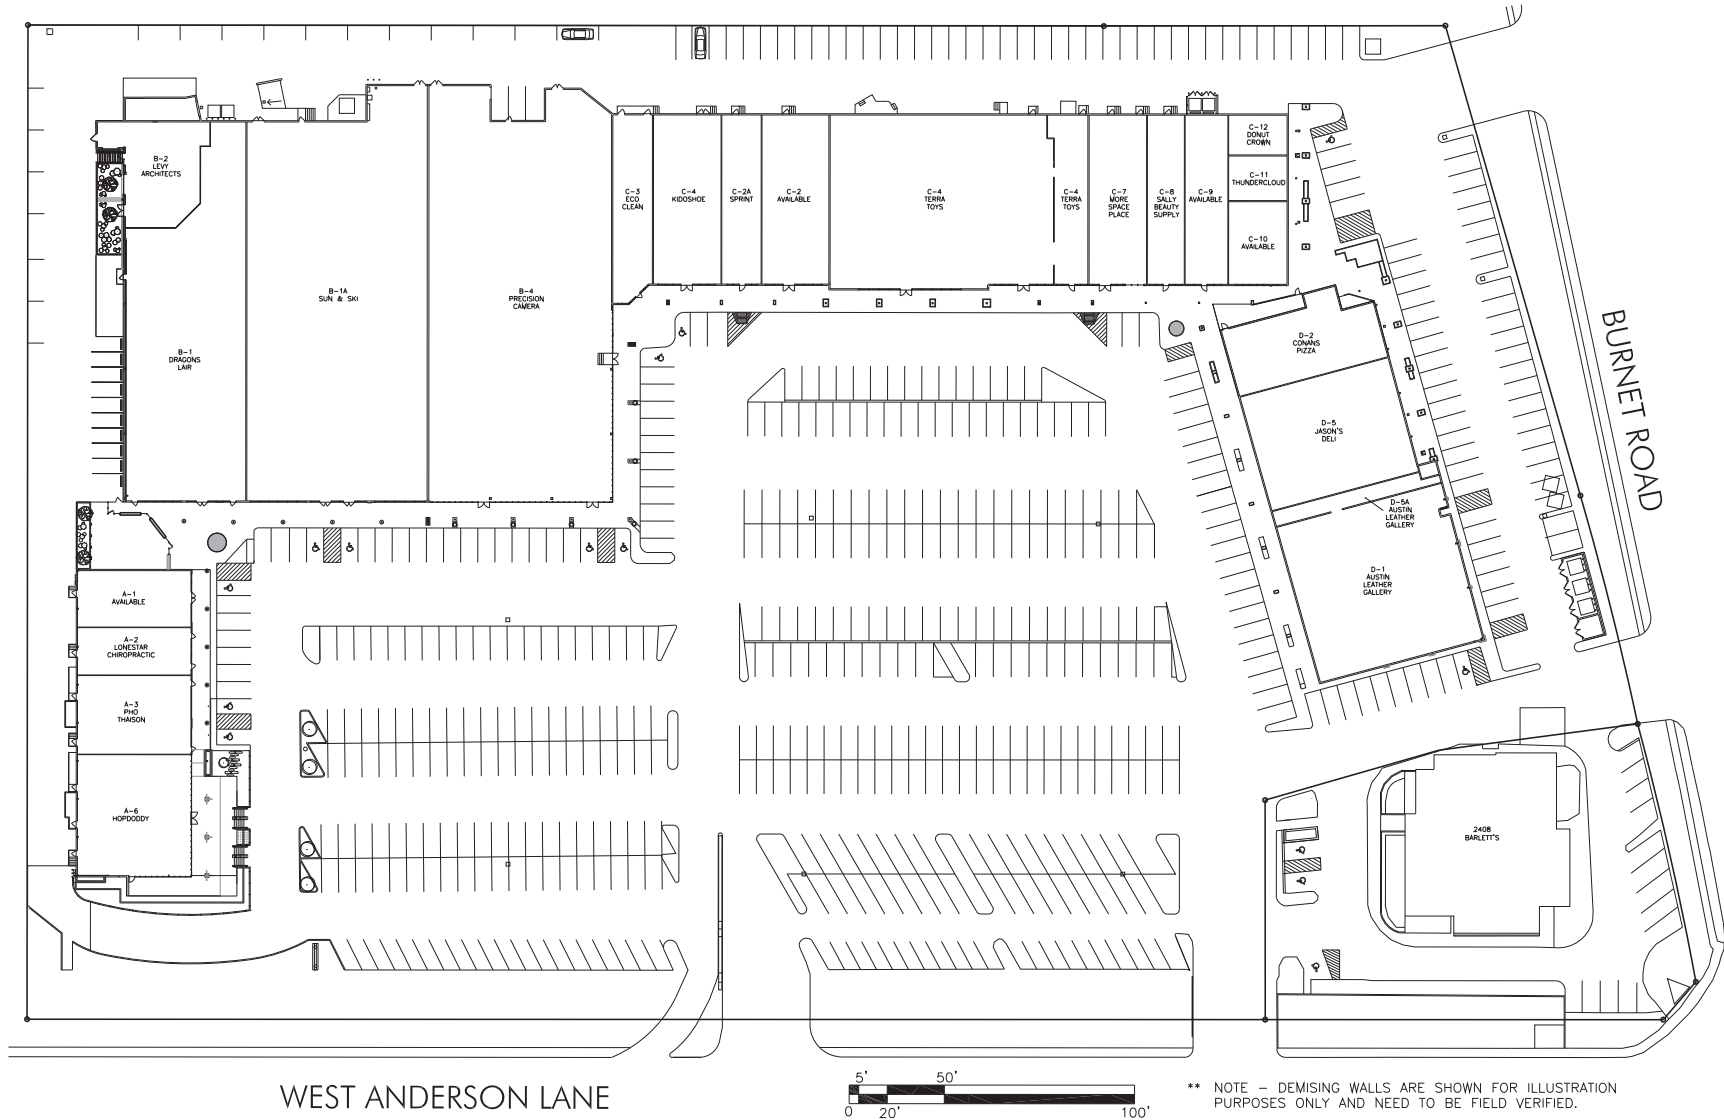 B-2
LEVY
ARCHITECTS
B-1
DRAGONS
LAIR
B-1A
SUN & SKI
B-4
PRECISION
CAMERA
C-3
ECO
CLEAN
C-4
KIDOSHOE
C-2A
SPRINT
C-2
AVAILABLE
C-4
TERRA
TOYS
C-4
TERRA
TOYS
C-7
MORE
SPACE
PLACE
C-8
SALLY
BEAUTY
SUPPLY
C-9
AVAILABLE
C-12
DONUT
CROWN
C-11
THUNDERCLOUD
C-10
AVAILABLE
D-2
CONANS
PIZZA
D-5
JASON'S
DELI
D-5A
AUSTIN
LEATHER
GALLERY
D-1
AUSTIN
LEATHER
GALLERY
BURNET ROAD
A-1
AVAILABLE
A-2
LONESTAR
CHIROPRACTIC
A-3
PHO
THAISON
A-6
HOPDODDY
2408
BARLETT'S
WEST ANDERSON LANE
5' 50'
0 20' 100'
** NOTE - DEMISING WALLS ARE SHOWN FOR ILLUSTRATION
PURPOSES ONLY AND NEED TO BE FIELD VERIFIED.